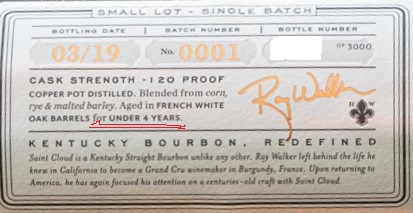 SMALL LOT - SINGLE BATCH
BOTTLING DATE BATCH NUMBER BOTTLE NUMBER
03/19 No. 0001 OF 3000
CASK STRENGTH - 120 PROOF
COPPER POT DISTILLED. Blended from corn,
rye & malted barley. Aged in FRENCH WHITE
OAK BARRELS for UNDER 4 YEARS.
Ray Walker
KENTUCKY BOURBON, REDEFINED
Saint Cloud is a Kentucky Straight Bourbon unlike any other. Ray Walker left behind the life he
knew in California to become a Grand Cru winemaker in Burgundy, France. Upon returning to
America, he has again focused his attention on a centuries-old craft with Saint Cloud.